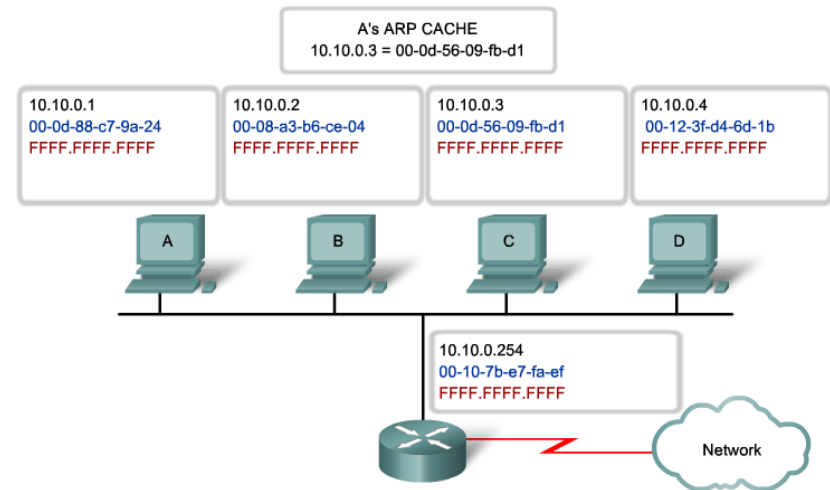 A's ARP CACHE
10.10.0.3 = 00-0d-56-09-fb-d1
10.10.0.1
00-0d-88-c7-9a-24
FFFF.FFFF.FFFF
10.10.0.2
00-08-a3-b6-ce-04
FFFF.FFFF.FFFF
10.10.0.3
00-0d-56-09-fb-d1
FFFF.FFFF.FFFF
10.10.0.4
00-12-3f-d4-6d-1b
FFFF.FFFF.FFFF
A
B
C
D
10.10.0.254
00-10-7b-e7-fa-ef
FFFF.FFFF.FFFF
Network